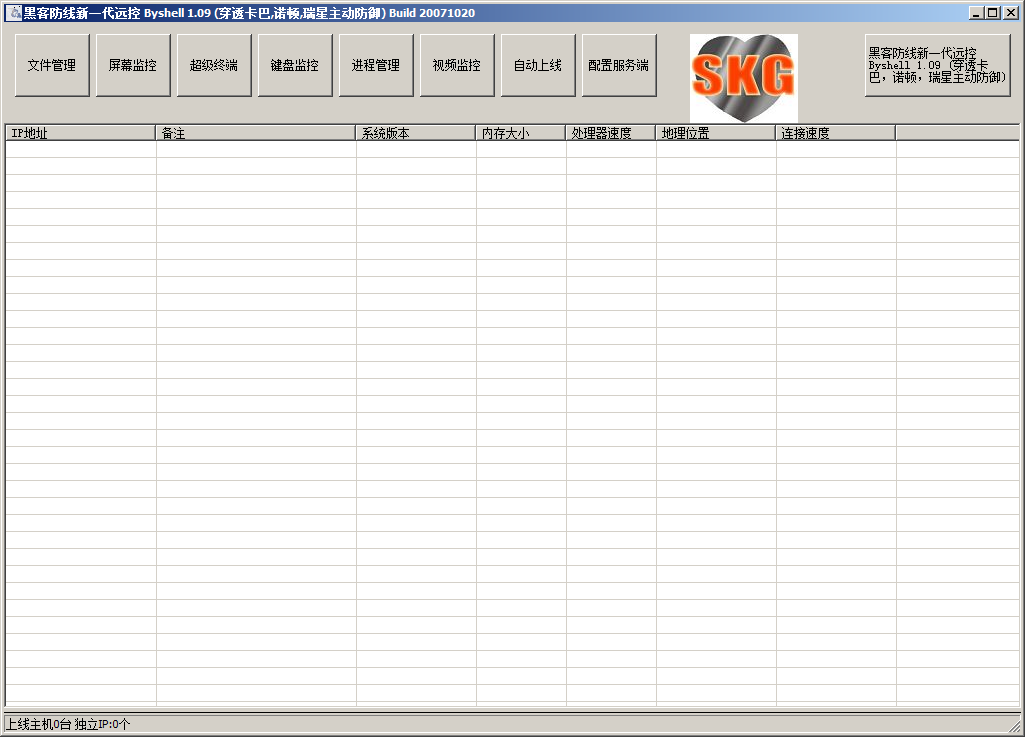 黑客防线新一代远控 Byshell 1.09 (穿透卡巴,诺顿,瑞星主动防御) Build 20071020
文件管理
屏幕监控
超级终端
键盘监控
进程管理
视频监控
自动上线
配置服务端
SKG
黑客防线新一代远控
Byshell 1.09 (穿透卡
巴，诺顿，瑞星主动防御)
IP地址
备注
系统版本
内存大小
处理器速度
地理位置
连接速度
上线主机0台 独立IP:0个